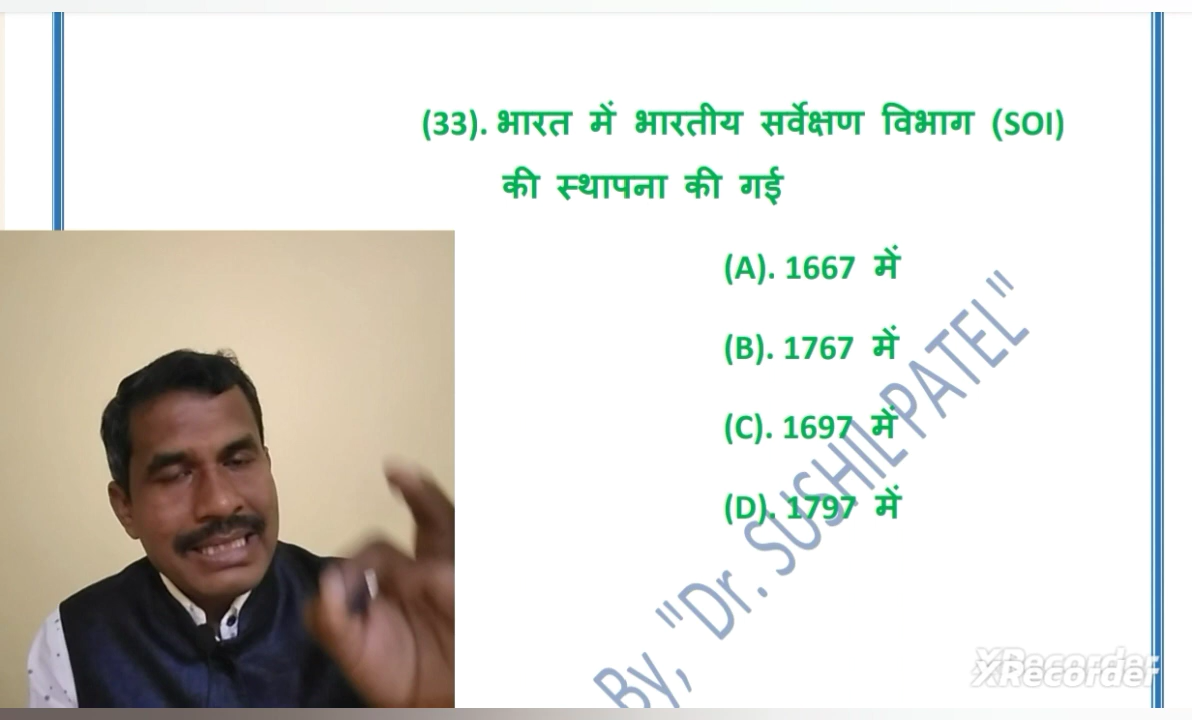 (33). भारत में भारतीय सर्वेक्षण विभाग (SOI)
की स्थापना की गई
(A). 1667 में
(B). 1767 में
(C). 1697 में
(D). 1797 में
By, "Dr. SUSHIL PATEL"
XRecorder